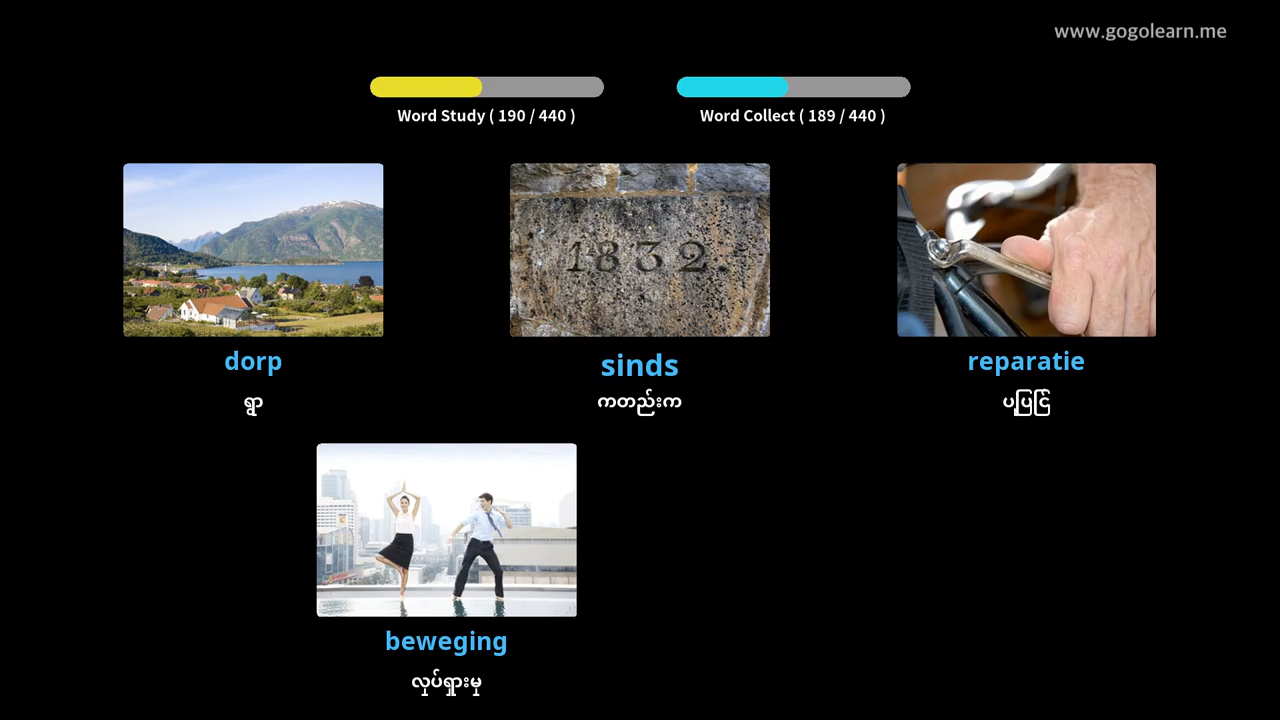 www.gogolearn.me
Word Study ( 190 / 440 )
Word Collect ( 189 / 440 )
1832.
dorp
ရွာ
sinds
ကတည်းက
reparatie
ပျပြင်
beweging
လှုပ်ရှားမှု